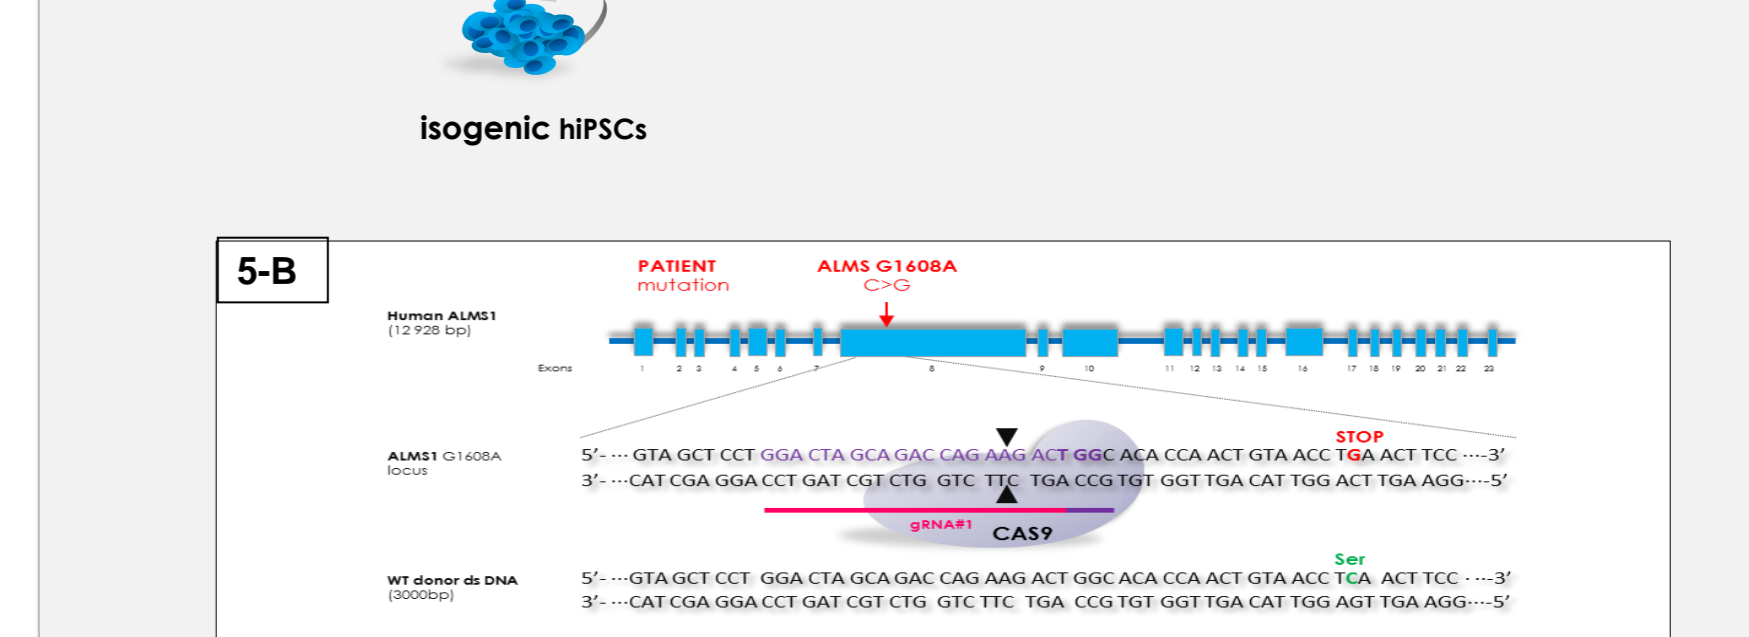 isogenic hiPSCs
5-B
PATIENT
mutation
ALMS G1608A
C>G
Human ALMS1
(12 928 bp)
Exons
1 2 3 4 5 6 7 8 9 10 11 12 13 14 15 16 17 18 19 20 21 22 23
STOP
ALMS1 G1608A
locus
5’- ··· GTA GCT CCT GGA CTA GCA GAC CAG AAG ACT GGC ACA CCA ACT GTA ACC TGA ACT TCC ···-3’
3’- ···CAT CGA GGA CCT GAT CGT CTG GTC TTC TGA CCG TGT GGT TGA CAT TGG ACT TGA AGG···-5’
gRNA#1
CAS9
Ser
WT donor ds DNA
(3000bp)
5’- ···GTA GCT CCT GGA CTA GCA GAC CAG AAG ACT GGC ACA CCA ACT GTA ACC TCA ACT TCC ···-3’
3’- ···CAT CGA GGA CCT GAT CGT CTG GTC TTC TGA CCG TGT GGT TGA CAT TGG AGT TGA AGG···-5’